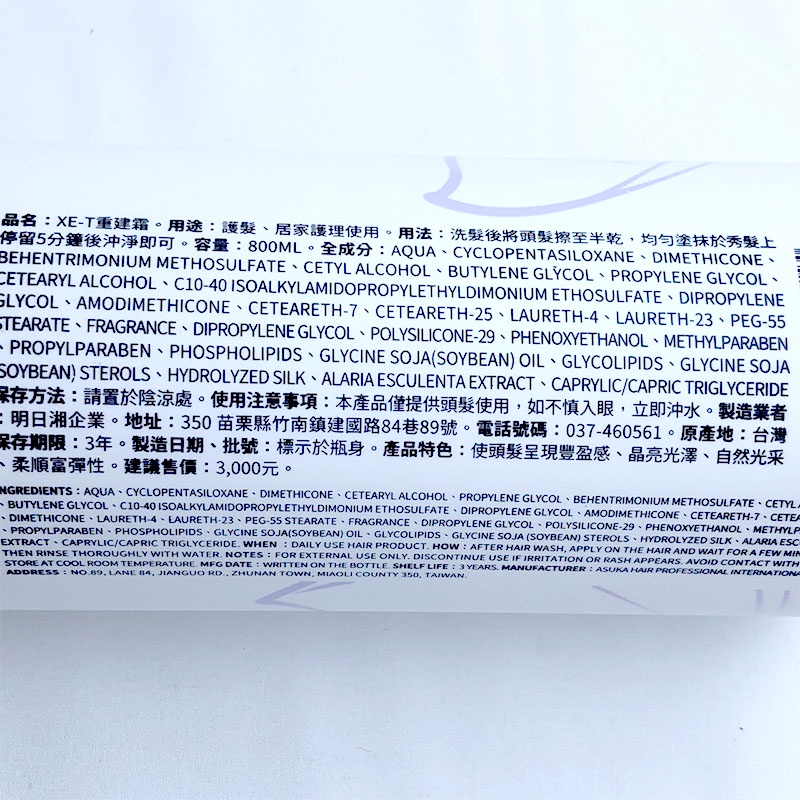 品名：XE-T重建霜。用途：護髮、居家護理使用。用法：洗髮後將頭髮擦至半乾，均勻塗抹於秀髮上
停留5分鐘後沖淨即可。容量：800ML。全成分：AQUA、CYCLOPENTASILOXANE、DIMETHICONE、
BEHENTRIMONIUM METHOSULFATE、CETYL ALCOHOL、BUTYLENE GLYCOL、PROPYLENE GLYCOL、
CETEARYL ALCOHOL、C10-40 ISOALKYLAMIDOPROPYLETHYLDIMONIUM ETHOSULFATE、DIPROPYLENE
GLYCOL、AMODIMETHICONE、CETEARETH-7、CETEARETH-25、LAURETH-4、LAURETH-23、PEG-55
STEARATE、FRAGRANCE、DIPROPYLENE GLYCOL、POLYSILICONE-29、PHENOXYETHANOL、METHYLPARABEN
、PROPYLPARABEN、PHOSPHOLIPIDS、GLYCINE SOJA(SOYBEAN) OIL、GLYCOLIPIDS、GLYCINE SOJA
(SOYBEAN) STEROLS、HYDROLYZED SILK、ALARIA ESCULENTA EXTRACT、CAPRYLIC/CAPRIC TRIGLYCERIDE
保存方法：請置於陰涼處。使用注意事項：本產品僅提供頭髮使用，如不慎入眼，立即沖水。製造業者
：明日湘企業。地址：350 苗栗縣竹南鎮建國路84巷89號。電話號碼：037-460561。原產地：台灣
保存期限：3年。製造日期、批號：標示於瓶身。產品特色：使頭髮呈現豐盈感、晶亮光澤、自然光采
、柔順富彈性。建議售價：3,000元。
INGREDIENTS：AQUA、CYCLOPENTASILOXANE、DIMETHICONE、CETEARYL ALCOHOL、PROPYLENE GLYCOL、BEHENTRIMONIUM METHOSULFATE、CETYL
、BUTYLENE GLYCOL、C10-40 ISOALKYLAMIDOPROPYLETHYLDIMONIUM ETHOSULFATE、DIPROPYLENE GLYCOL、AMODIMETHICONE、CETEARETH-7、
、DIMETHICONE、LAURETH-4、LAURETH-23、PEG-55 STEARATE、FRAGRANCE、DIPROPYLENE GLYCOL、POLYSILICONE-29、PHENOXYETHANOL、
、PROPYLPARABEN、PHOSPHOLIPIDS、GLYCINE SOJA(SOYBEAN) OIL、GLYCOLIPIDS、GLYCINE SOJA (SOYBEAN) STEROLS、HYDROLYZED SILK、ALARIA
EXTRACT、CAPRYLIC/CAPRIC TRIGLYCERIDE. WHEN：DAILY USE HAIR PRODUCT. HOW：AFTER HAIR WASH, APPLY ON THE HAIR AND WAIT FOR A FEW
THEN RINSE THOROUGHLY WITH WATER. NOTES：FOR EXTERNAL USE ONLY. DISCONTINUE USE IF IRRITATION OR RASH APPEARS. AVOID CONTACT WITH
STORE AT COOL ROOM TEMPERATURE. MFG DATE：WRITTEN ON THE BOTTLE. SHELF LIFE：3 YEARS. MANUFACTURER：ASUKA HAIR PROFESSIONAL
ADDRESS：NO.89, LANE 84, JIANGUO RD., ZHUNAN TOWN, MIAOLI COUNTY 350, TAIWAN.